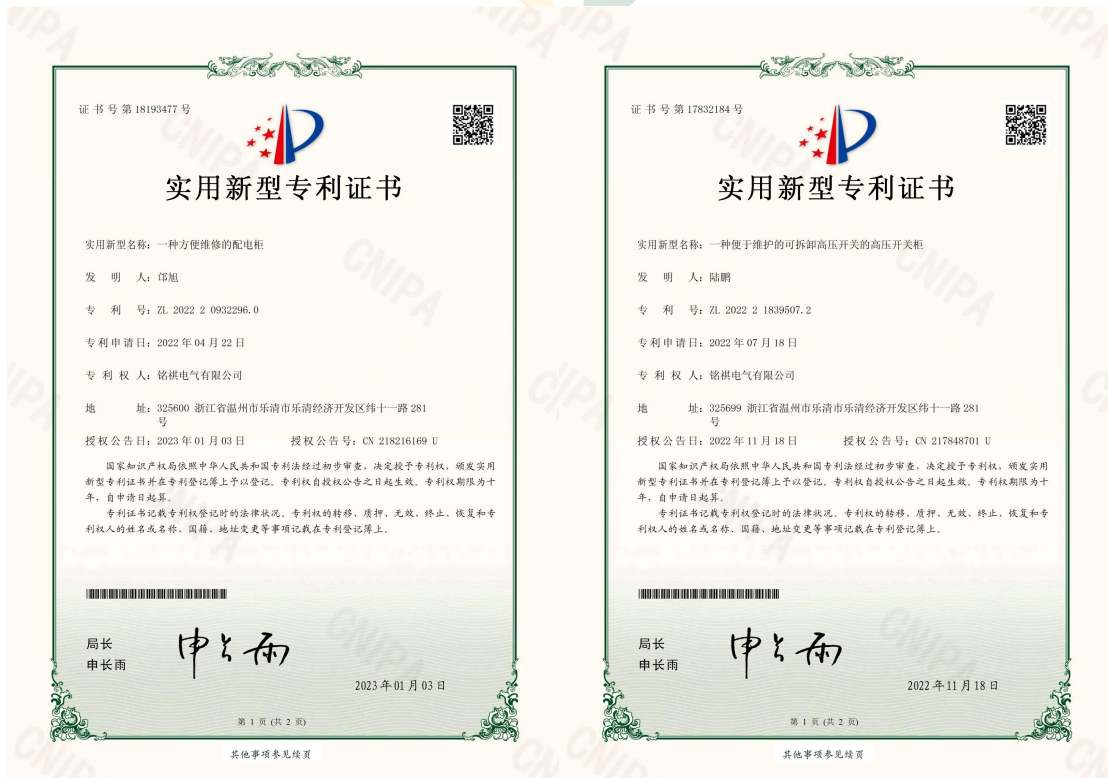 证书号第18193477号
实用新型专利证书
实用新型名称：一种方便维修的配电柜
发明人：邙旭
专利号：ZL 2022 2 0932296.0
专利申请日：2022年04月22日
专利权人：铭祺电气有限公司
地址：325600 浙江省温州市乐清市乐清经济开发区纬十一路281
号
授权公告日：2023年01月03日 授权公告号：CN 218216169 U
国家知识产权局依照中华人民共和国专利法经过初步审查，决定授予专利权，颁发实用
新型专利证书并在专利登记簿上予以登记。专利权自授权公告之日起生效。专利权期限为十
年，自申请日起算。
专利证书记载专利权登记时的法律状况。专利权的转移、质押、无效、终止、恢复和专
利权人的姓名或名称、国籍、地址变更等事项记载在专利登记簿上。
局长
申长雨
申长雨
2023年01月03日
第 1 页 (共 2 页)
其他事项参见续页
证书号第17832184号
实用新型专利证书
实用新型名称：一种便于维护的可拆卸高压开关的高压开关柜
发明人：陆鹏
专利号：ZL 2022 2 1839507.2
专利申请日：2022年07月18日
专利权人：铭祺电气有限公司
地址：325699 浙江省温州市乐清市乐清经济开发区纬十一路281
号
授权公告日：2022年11月18日 授权公告号：CN 217848701 U
国家知识产权局依照中华人民共和国专利法经过初步审查，决定授予专利权，颁发实用
新型专利证书并在专利登记簿上予以登记。专利权自授权公告之日起生效。专利权期限为十
年，自申请日起算。
专利证书记载专利权登记时的法律状况。专利权的转移、质押、无效、终止、恢复和专
利权人的姓名或名称、国籍、地址变更等事项记载在专利登记簿上。
局长
申长雨
申长雨
2022年11月18日
第 1 页 (共 2 页)
其他事项参见续页
CNIPA